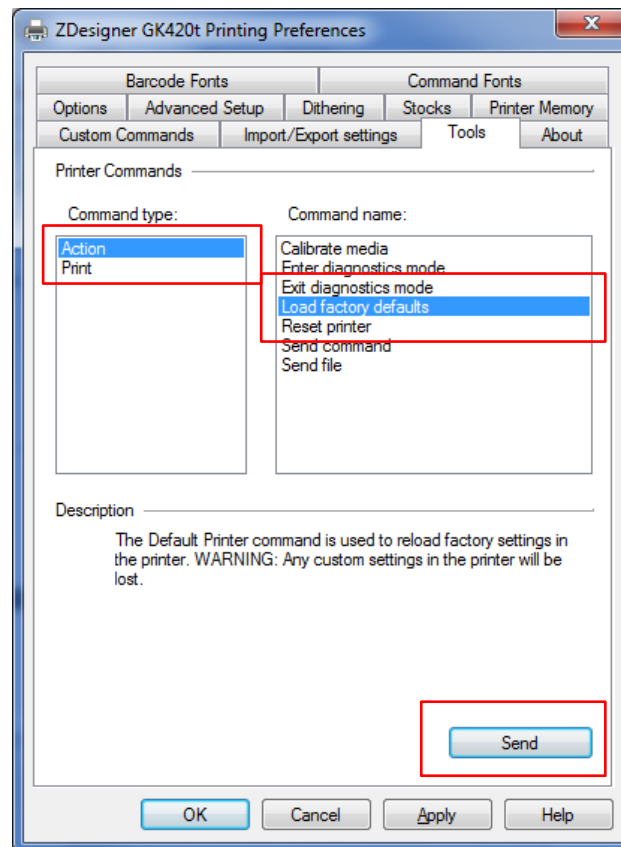 ZDesigner GK420t Printing Preferences
Barcode Fonts Command Fonts
Options Advanced Setup Dithering Stocks Printer Memory
Custom Commands Import/Export settings Tools About
Printer Commands
Command type: Command name:
Action Calibrate media
Print Enter diagnostics mode
Exit diagnostics mode
Load factory defaults
Reset printer
Send command
Send file
Description
The Default Printer command is used to reload factory settings in
the printer. WARNING: Any custom settings in the printer will be
lost.
Send
OK Cancel Apply Help